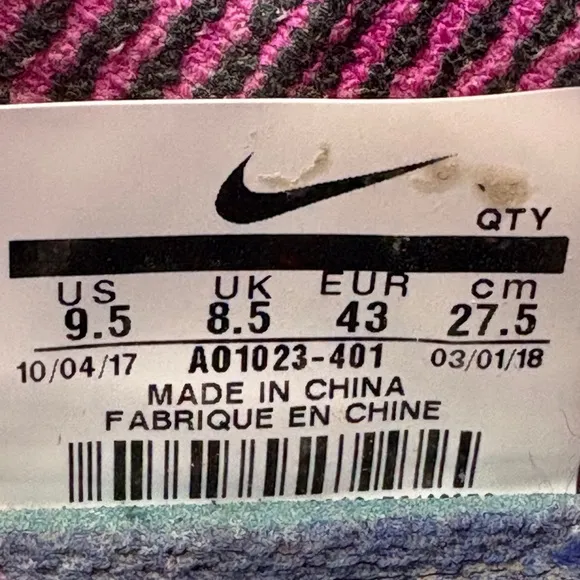 QTY
US UK EUR cm
9.5 8.5 43 27.5
10/04/17 AO1023-401 03/01/18
MADE IN CHINA
FABRIQUE EN CHINE